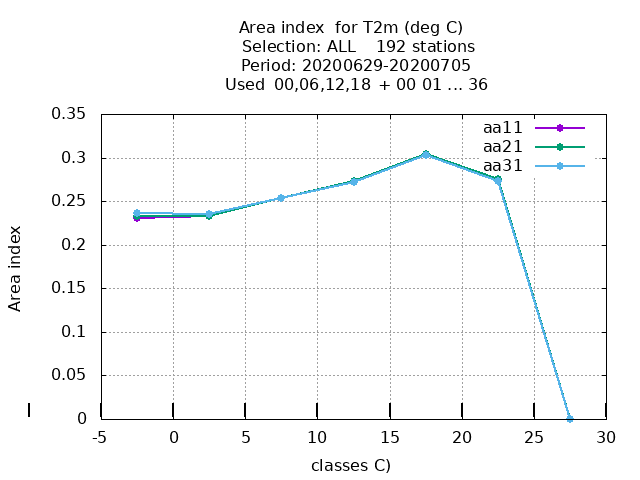 Area index  for T2m (deg C)
Selection: ALL    192 stations
Period: 20200629-20200705
Used  00,06,12,18 + 00 01 ... 36
aa11
aa21
aa31
0.35
0.3
0.25
0.2
0.15
0.1
0.05
0
Area index
-5 0 5 10 15 20 25 30
classes C)